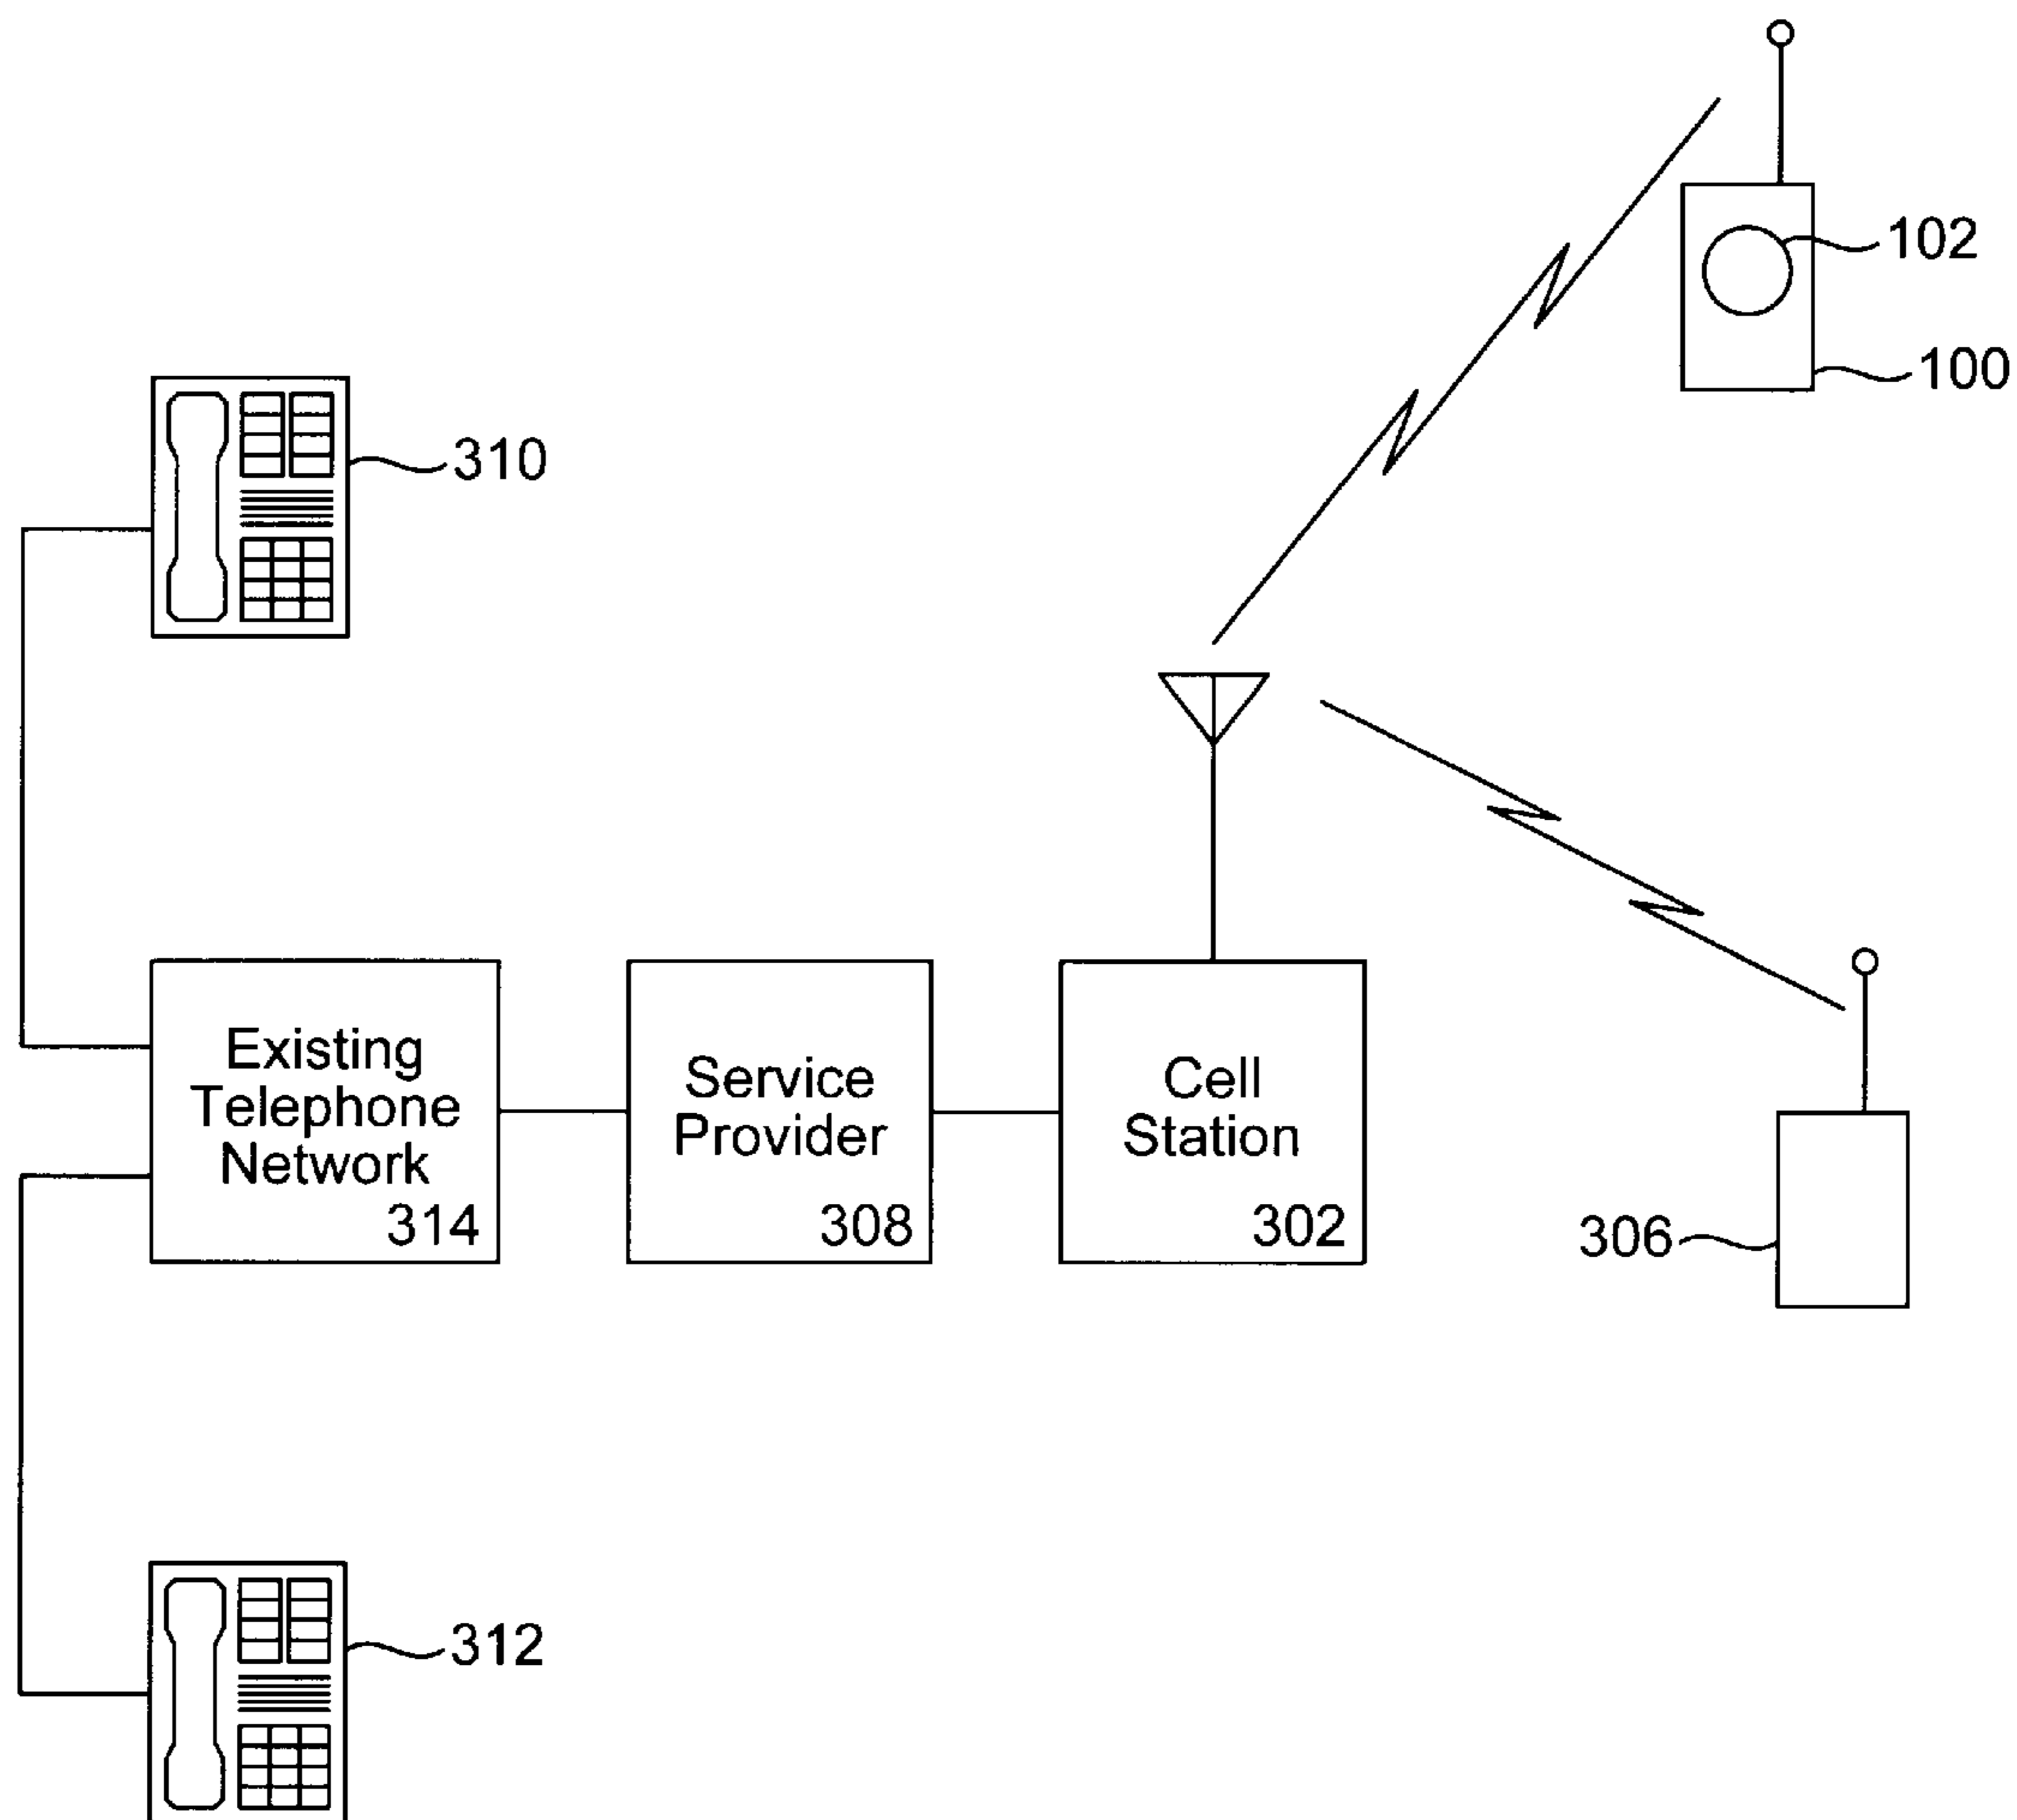 102
100
310
Existing
Telephone
Network
314
Service
Provider
308
Cell
Station
302
306
312